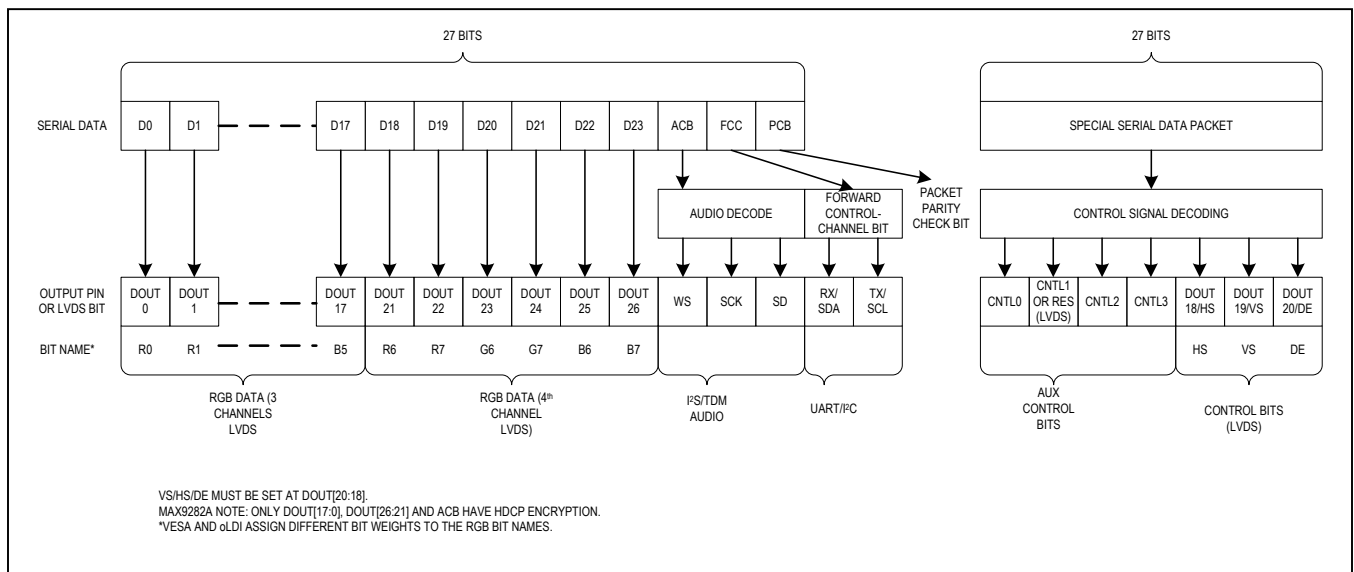 27 BITS
27 BITS
SERIAL DATA D0 D1 D17 D18 D19 D20 D21 D22 D23 ACB FCC PCB SPECIAL SERIAL DATA PACKET
AUDIO DECODE
FORWARD
CONTROL-
CHANNEL BIT
PACKET
PARITY
CHECK BIT
CONTROL SIGNAL DECODING
OUTPUT PIN
OR LVDS BIT
DOUT
0
DOUT
1
DOUT
17
DOUT
21
DOUT
22
DOUT
23
DOUT
24
DOUT
25
DOUT
26
WS
SCK
SD
RX/
SDA
TX/
SCL
CNTL0
CNTL1
OR RES
(LVDS)
CNTL2
CNTL3
DOUT
18/HS
DOUT
19/VS
DOUT
20/DE
BIT NAME* R0 R1 B5 R6 R7 G6 G7 B6 B7 HS VS DE
RGB DATA (3
CHANNELS
LVDS
RGB DATA (4th
CHANNEL
LVDS)
I²S/TDM
AUDIO
UART/I²C
AUX
CONTROL
BITS
CONTROL BITS
(LVDS)
VS/HS/DE MUST BE SET AT DOUT[20:18].
MAX9282A NOTE: ONLY DOUT[17:0], DOUT[26:21] AND ACB HAVE HDCP ENCRYPTION.
*VESA AND oLDI ASSIGN DIFFERENT BIT WEIGHTS TO THE RGB BIT NAMES.